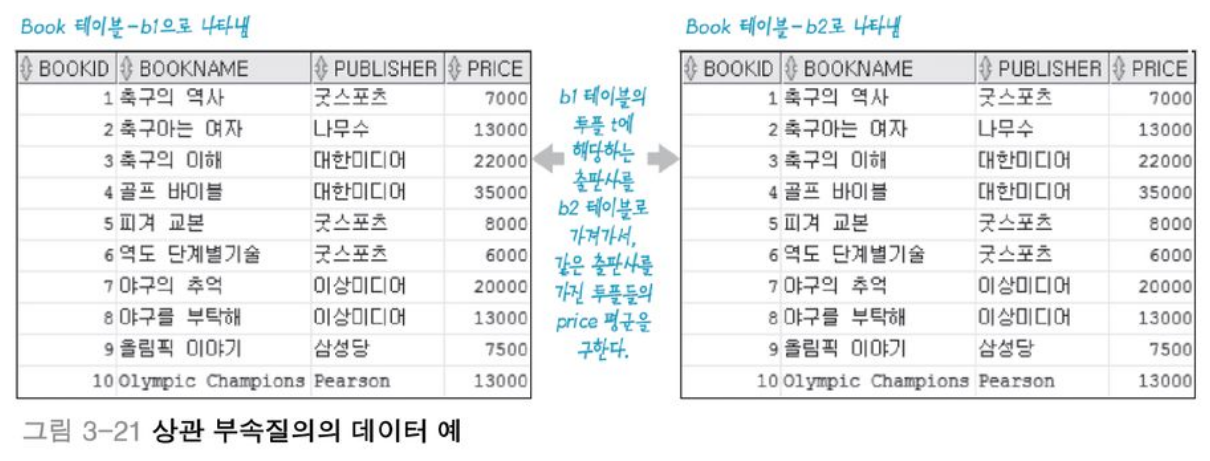 Book 테이블-b1으로 나타냄
BOOKID BOOKNAME PUBLISHER PRICE
1 축구의 역사 굿스포츠 7000
2 축구아는 여자 나무수 13000
3 축구의 이해 대한미디어 22000
4 골프 바이블 대한미디어 35000
5 피겨 교본 굿스포츠 8000
6 역도 단계별기술 굿스포츠 6000
7 야구의 추억 이상미디어 20000
8 야구를 부탁해 이상미디어 13000
9 올림픽 이야기 삼성당 7500
10 Olympic Champions Pearson 13000
b1 테이블의
투플 t에
해당하는
출판사를
b2 테이블로
가져가서,
같은 출판사를
가진 투플들의
price 평균을
구한다.
Book 테이블-b2로 나타냄
BOOKID BOOKNAME PUBLISHER PRICE
1 축구의 역사 굿스포츠 7000
2 축구아는 여자 나무수 13000
3 축구의 이해 대한미디어 22000
4 골프 바이블 대한미디어 35000
5 피겨 교본 굿스포츠 8000
6 역도 단계별기술 굿스포츠 6000
7 야구의 추억 이상미디어 20000
8 야구를 부탁해 이상미디어 13000
9 올림픽 이야기 삼성당 7500
10 Olympic Champions Pearson 13000
그림 3-21 상관 부속질의의 데이터 예